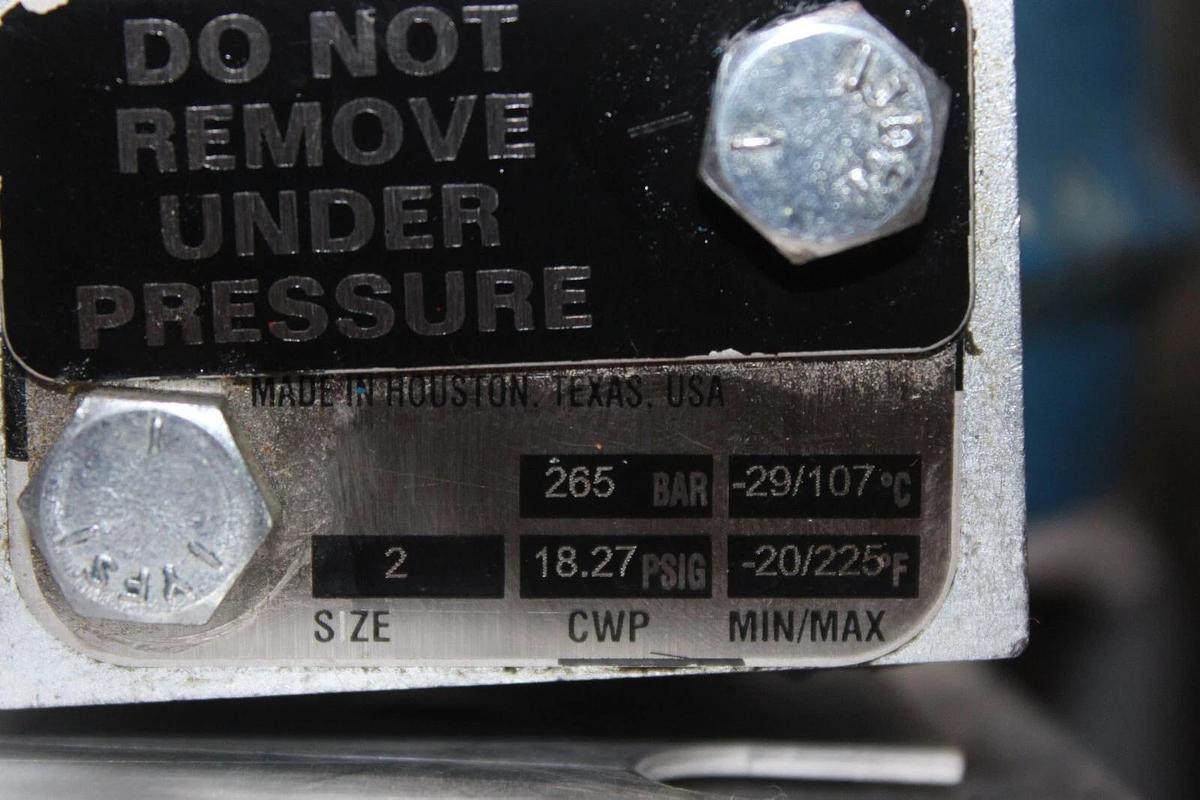 DO NOT
REMOVE
UNDER
PRESSURE
MADE IN HOUSTON, TEXAS, USA
265 BAR -29/107 °C
2 18.27 PSIG -20/225 °F
SIZE CWP MIN/MAX